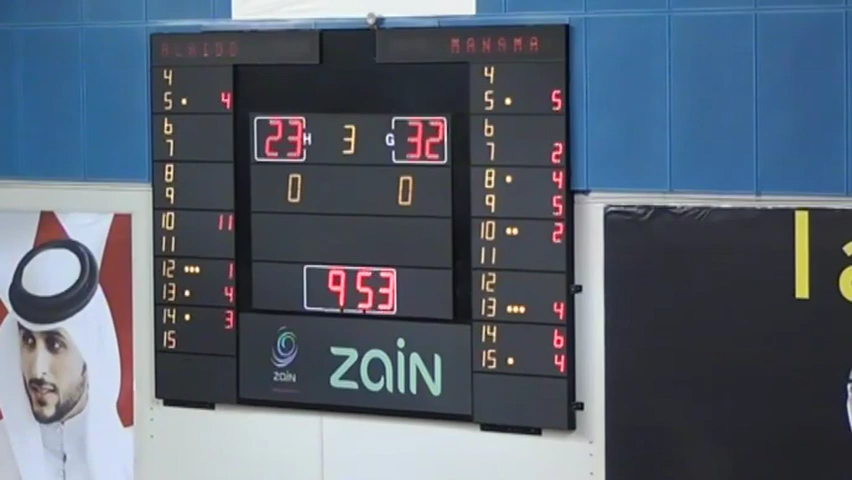 MANAMA
4
5 • 4
6
7
8
9
10 11
11
12 ••• 1
13 • 4
14 • 3
15
23 H 3 G 32
0 0
9 53
zain zain
4
5 • 5
6
7 2
8 • 4
9 5
10 •• 2
11
12
13 ••• 4
14 6
15 • 4